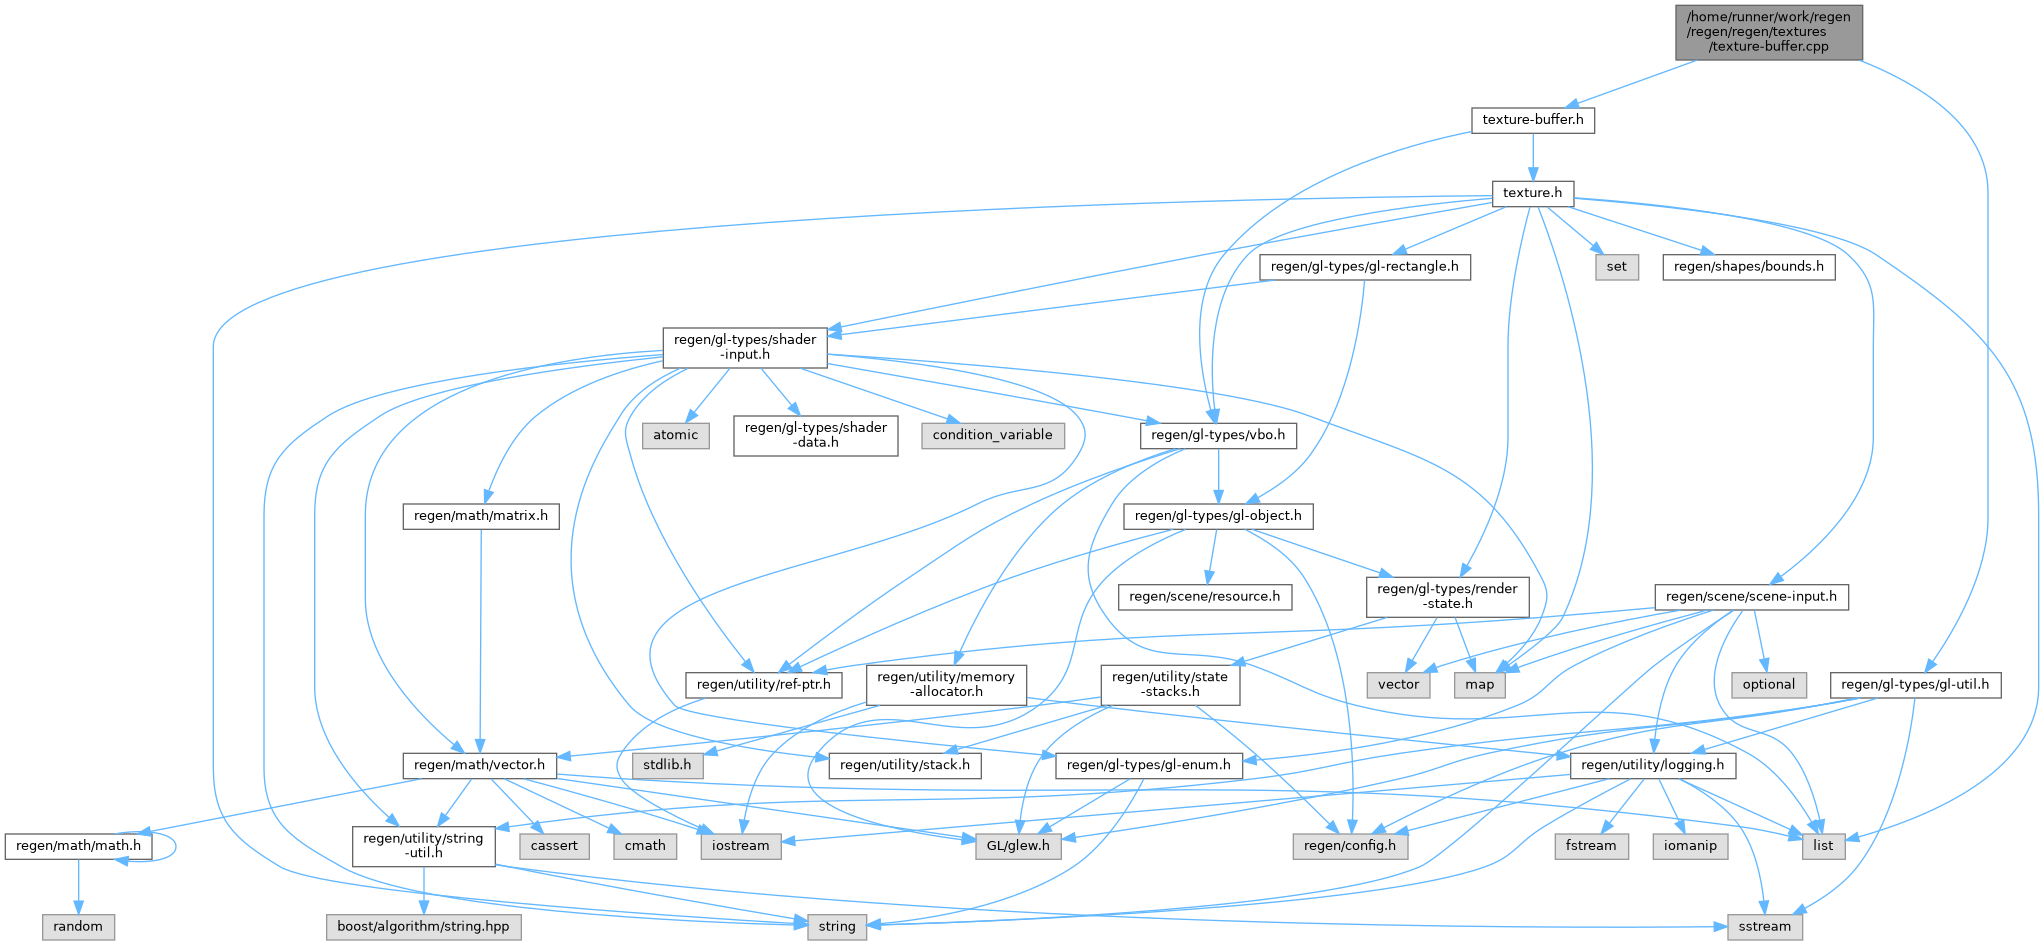 /home/runner/work/regen
/regen/regen/textures
/texture-buffer.cpp
texture-buffer.h
texture.h
regen/gl-types/gl-rectangle.h
set
regen/shapes/bounds.h
regen/gl-types/shader
-input.h
atomic
regen/gl-types/shader
-data.h
condition_variable
regen/gl-types/vbo.h
regen/math/matrix.h
regen/gl-types/gl-object.h
regen/scene/resource.h
regen/gl-types/render
-state.h
regen/scene/scene-input.h
regen/utility/ref-ptr.h
regen/utility/memory
-allocator.h
regen/utility/state
-stacks.h
vector
map
optional
regen/gl-types/gl-util.h
regen/math/vector.h
stdlib.h
regen/utility/stack.h
regen/gl-types/gl-enum.h
regen/utility/logging.h
regen/math/math.h
regen/utility/string
-util.h
cassert
cmath
iostream
GL/glew.h
regen/config.h
fstream
iomanip
list
random
boost/algorithm/string.hpp
string
sstream